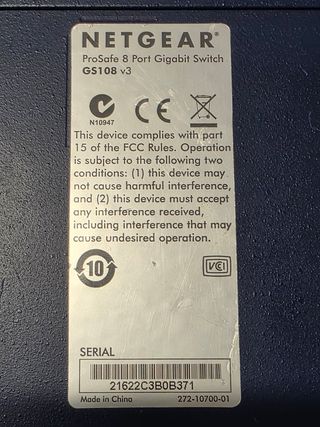 NETGEAR®
ProSafe 8 Port Gigabit Switch
GS108 v3
N10947
CE
This device complies with part
15 of the FCC Rules. Operation
is subject to the following two
conditions: (1) this device may
not cause harmful interference,
and (2) this device must accept
any interference received,
including interference that may
cause undesired operation.
10
VCI
SERIAL
21622C3B0B371
Made in China 272-10700-01